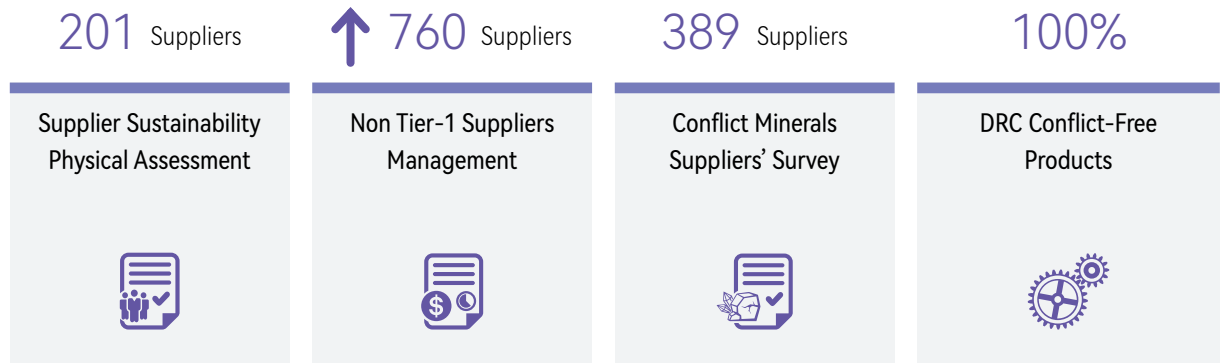 201 Suppliers
760 Suppliers
389 Suppliers
100%
Supplier Sustainability
Physical Assessment
Non Tier-1 Suppliers
Management
Conflict Minerals
Suppliers’ Survey
DRC Conflict-Free
Products
$